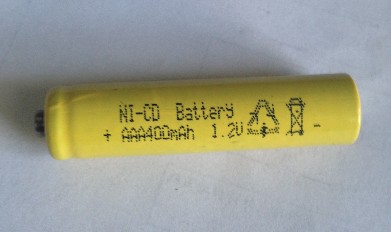 NI-CD Battery
+ AAA400mAh 1.2V -